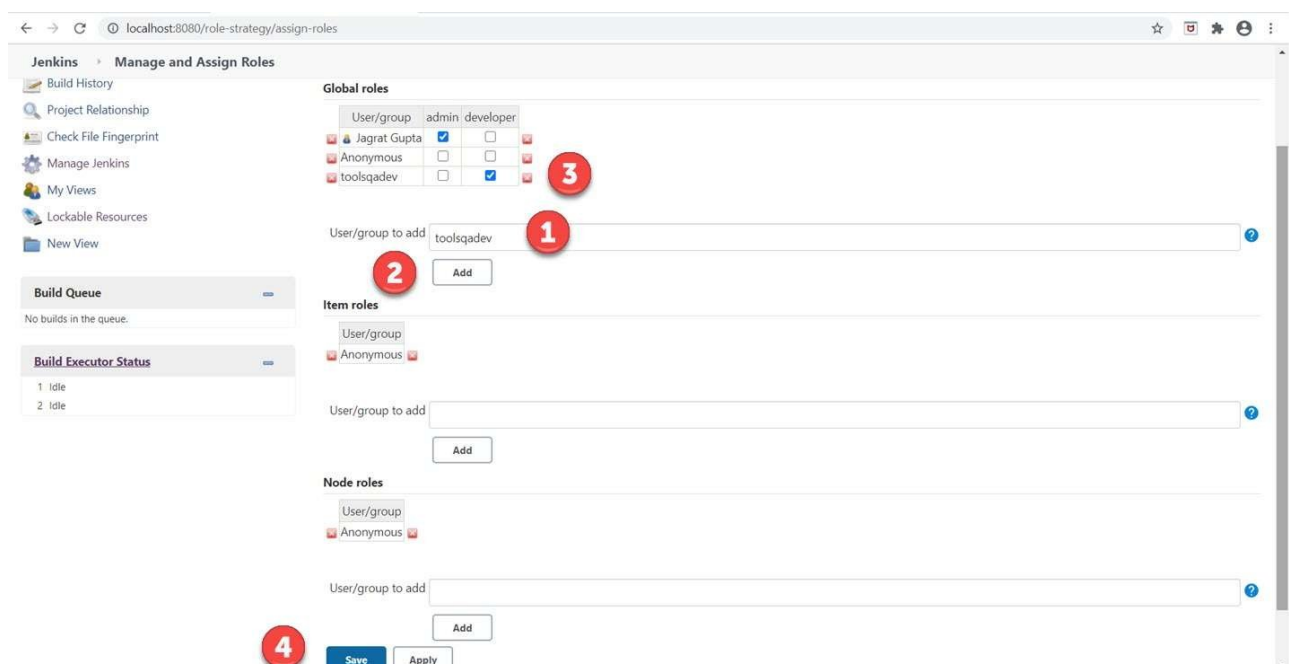 localhost:8080/role-strategy/assign-roles
Jenkins Manage and Assign Roles
Build History
Project Relationship
Check File Fingerprint
Manage Jenkins
My Views
Lockable Resources
New View
Build Queue
No builds in the queue.
Build Executor Status
1 Idle
2 Idle
Global roles
User/group admin developer
Jagrat Gupta
Anonymous
toolsqadev
3
User/group to add toolsqadev 1
2 Add
Item roles
User/group
Anonymous
User/group to add
Add
Node roles
User/group
Anonymous
User/group to add
Add
4 Save Apply